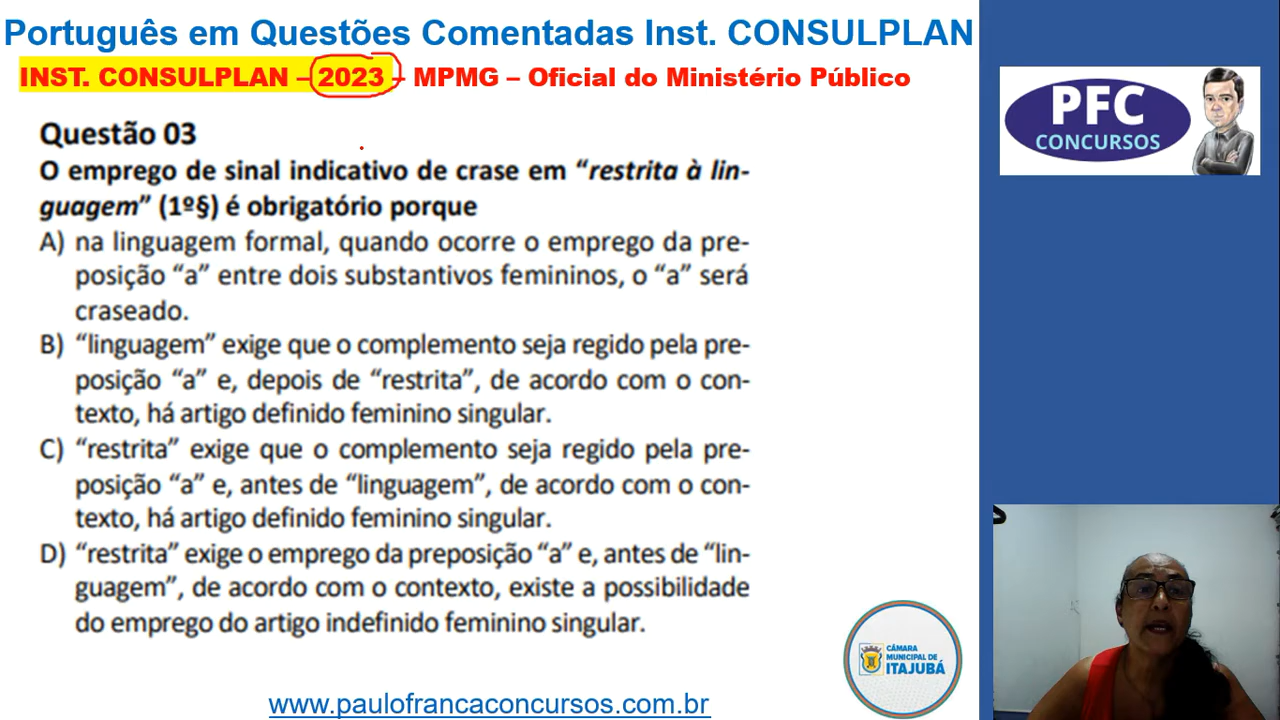 Português em Questões Comentadas Inst. CONSULPLAN
INST. CONSULPLAN – 2023 – MPMG – Oficial do Ministério Público
PFC
CONCURSOS
Questão 03
O emprego de sinal indicativo de crase em “restrita à lin-
guagem” (1º§) é obrigatório porque
A) na linguagem formal, quando ocorre o emprego da pre-
posição “a” entre dois substantivos femininos, o “a” será
craseado.
B) “linguagem” exige que o complemento seja regido pela pre-
posição “a” e, depois de “restrita”, de acordo com o con-
texto, há artigo definido feminino singular.
C) “restrita” exige que o complemento seja regido pela pre-
posição “a” e, antes de “linguagem”, de acordo com o con-
texto, há artigo definido feminino singular.
D) “restrita” exige o emprego da preposição “a” e, antes de “lin-
guagem”, de acordo com o contexto, existe a possibilidade
do emprego do artigo indefinido feminino singular.
CÂMARA
MUNICIPAL DE
ITAJUBÁ
www.paulofrancaconcursos.com.br